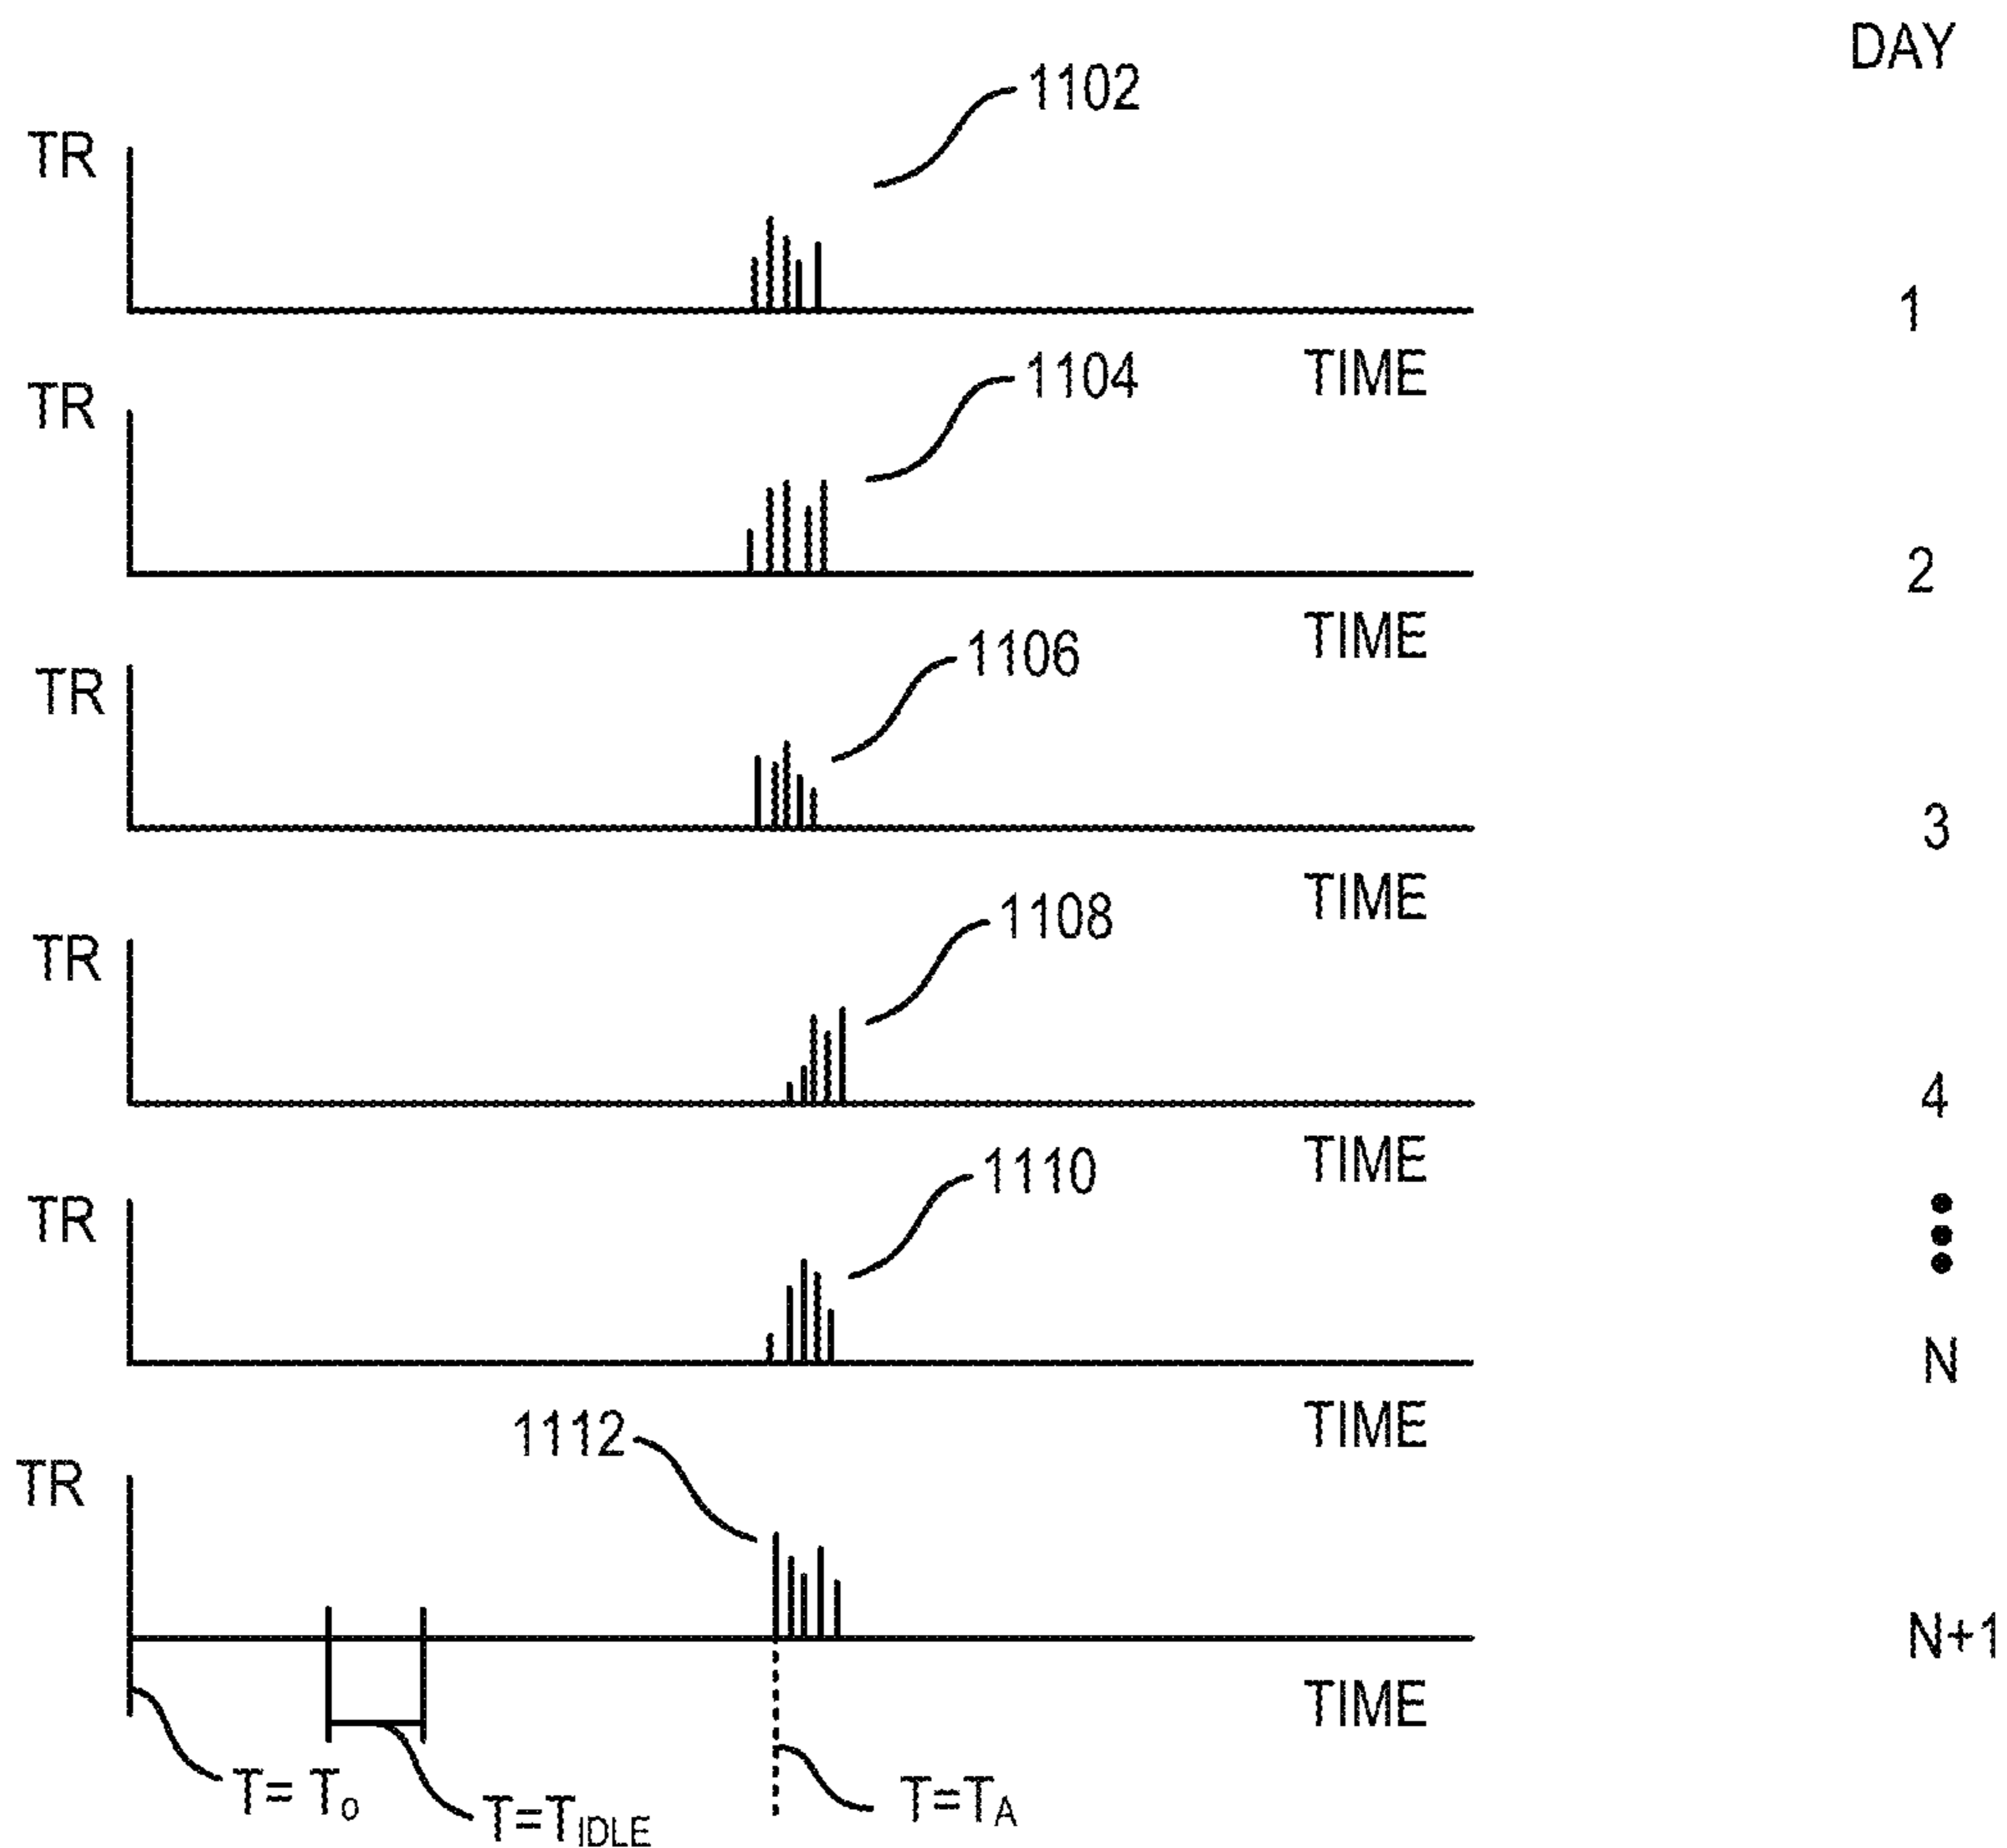 DAY
1102
TR
1
TIME
1104
TR
2
TIME
1106
TR
3
TIME
1108
TR
4
TIME
1110
TR
N
TIME
1112
TR
N+1
TIME
T= To
T=TIDLE
T=TA